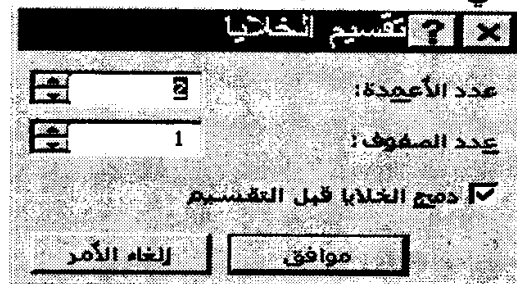 تقسيم الخلايا ?
عدد الأعمدة: 2
عدد الصفوف: 1
دمج الخلايا قبل التقسيم
موافق
إلغاء الأمر